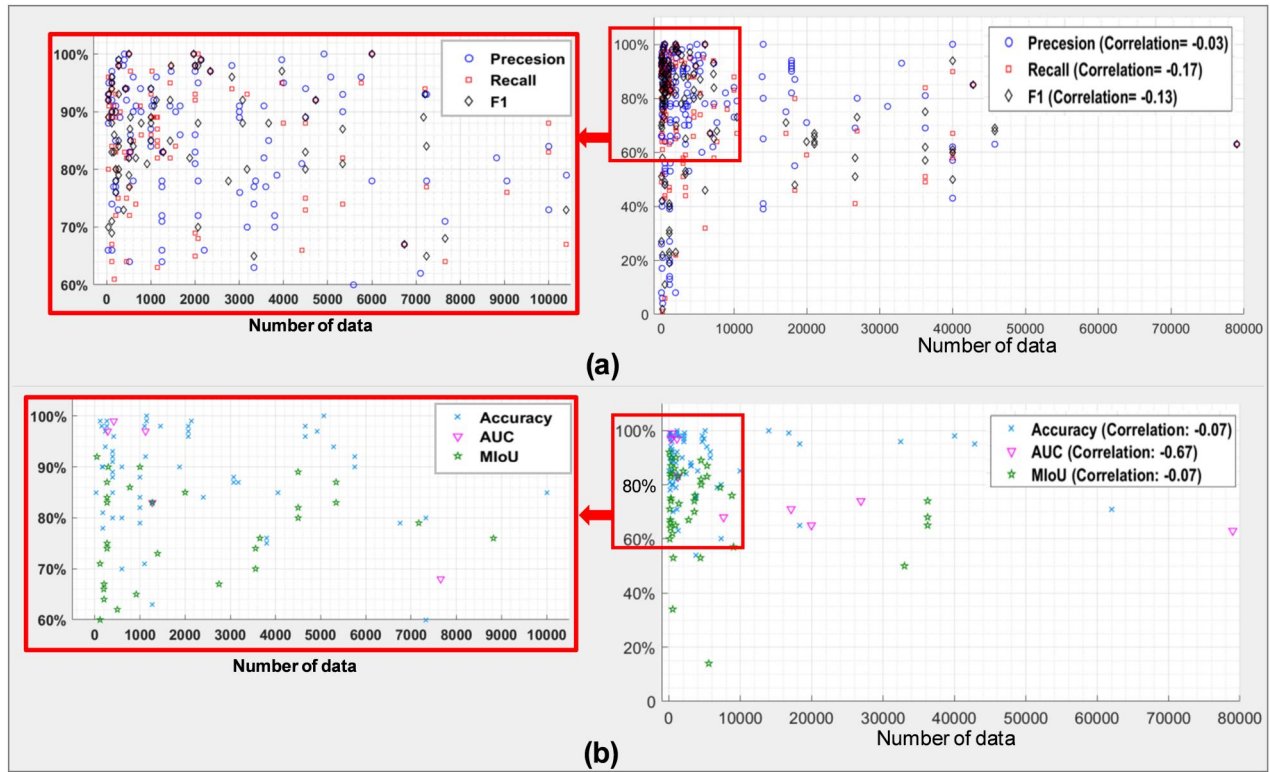 100%
90%
80%
70%
60%
Precesion
Recall
F1
0 1000 2000 3000 4000 5000 6000 7000 8000 9000 10000
Number of data
100%
80%
60%
40%
20%
0
Precesion (Correlation= -0.03)
Recall (Correlation= -0.17)
F1 (Correlation= -0.13)
0 10000 20000 30000 40000 50000 60000 70000 80000
Number of data
(a)
100%
90%
80%
70%
60%
Accuracy
AUC
MIoU
0 1000 2000 3000 4000 5000 6000 7000 8000 9000 10000
Number of data
100%
80%
60%
40%
20%
0
Accuracy (Correlation: -0.07)
AUC (Correlation: -0.67)
MIoU (Correlation: -0.07)
0 10000 20000 30000 40000 50000 60000 70000 80000
Number of data
(b)